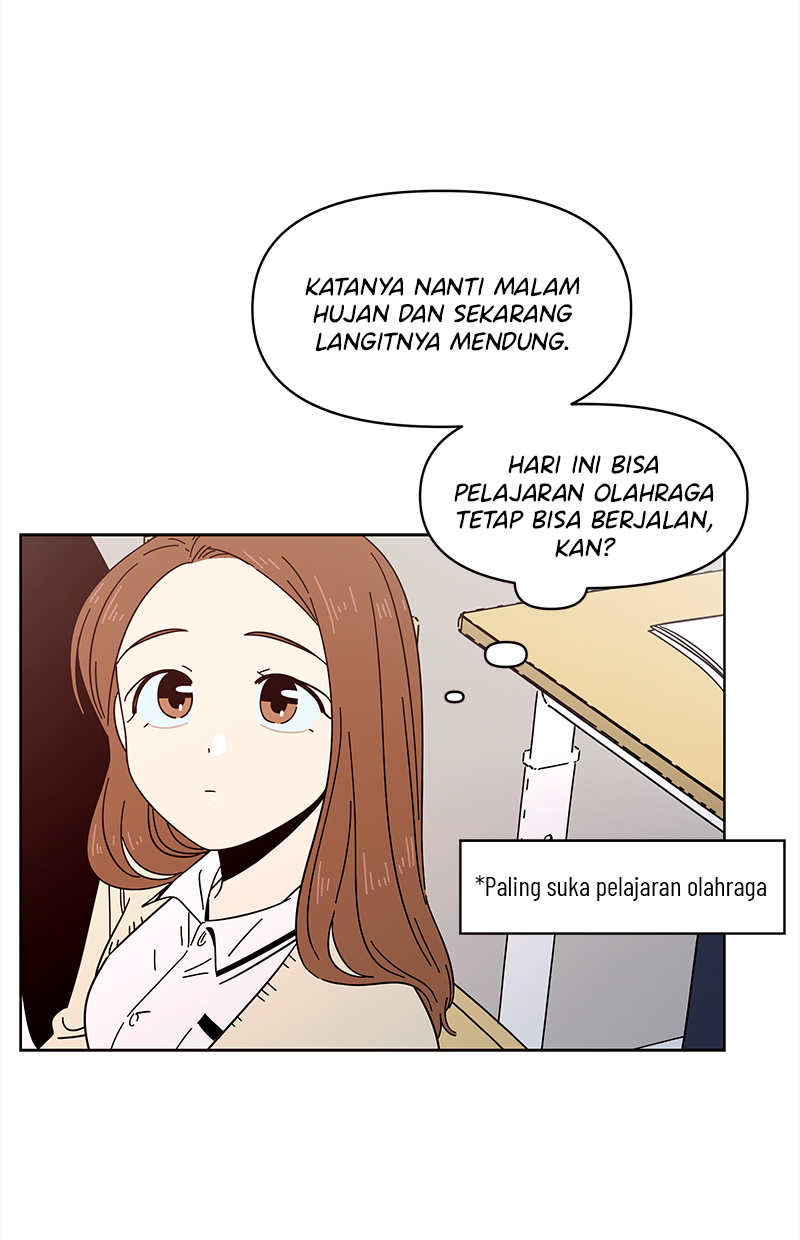 KATANYA NANTI MALAM
HUJAN DAN SEKARANG
LANGITNYA MENDUNG.
HARI INI BISA
PELAJARAN OLAHRAGA
TETAP BISA BERJALAN,
KAN?
*Paling suka pelajaran olahraga